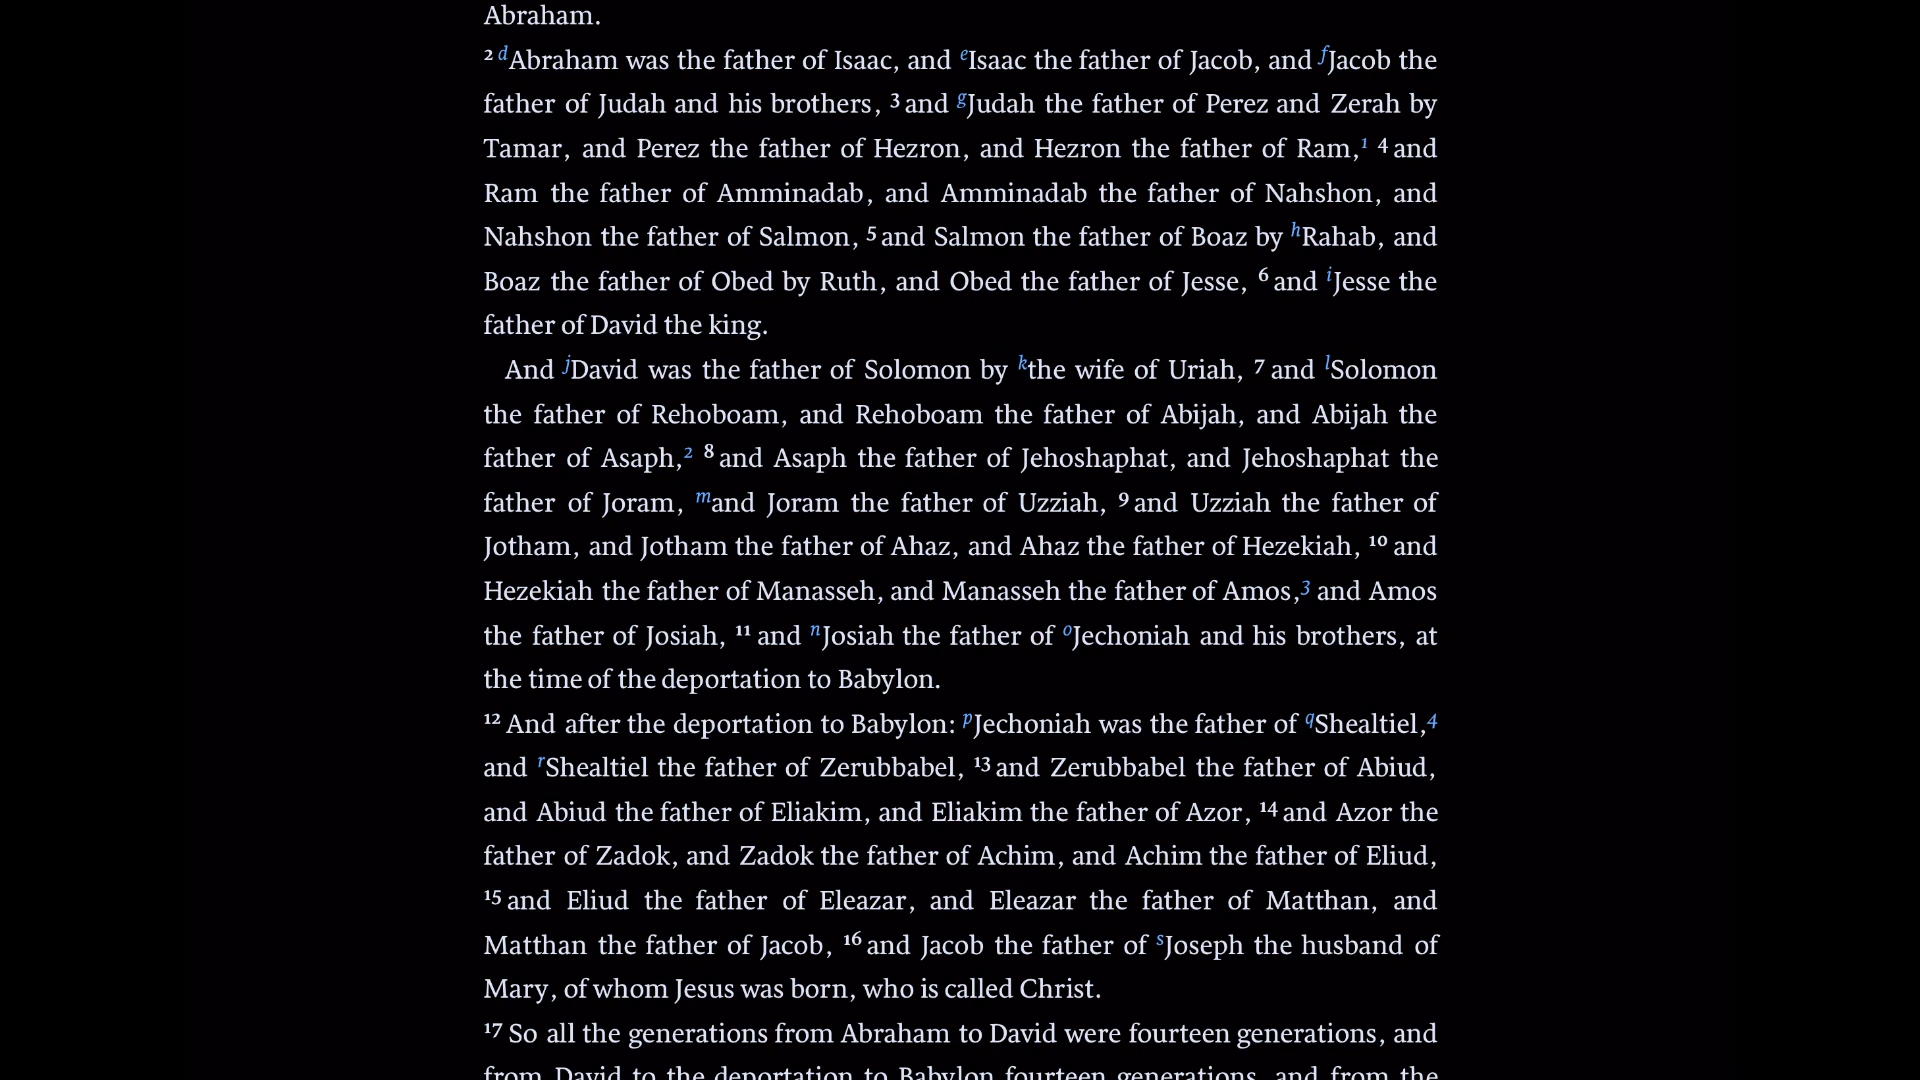 Abraham.
2 dAbraham was the father of Isaac, and eIsaac the father of Jacob, and fJacob the
father of Judah and his brothers, 3 and gJudah the father of Perez and Zerah by
Tamar, and Perez the father of Hezron, and Hezron the father of Ram,1 4 and
Ram the father of Amminadab, and Amminadab the father of Nahshon, and
Nahshon the father of Salmon, 5 and Salmon the father of Boaz by hRahab, and
Boaz the father of Obed by Ruth, and Obed the father of Jesse, 6 and iJesse the
father of David the king.
And jDavid was the father of Solomon by kthe wife of Uriah, 7 and lSolomon
the father of Rehoboam, and Rehoboam the father of Abijah, and Abijah the
father of Asaph,2 8 and Asaph the father of Jehoshaphat, and Jehoshaphat the
father of Joram, mand Joram the father of Uzziah, 9 and Uzziah the father of
Jotham, and Jotham the father of Ahaz, and Ahaz the father of Hezekiah, 10 and
Hezekiah the father of Manasseh, and Manasseh the father of Amos,3 and Amos
the father of Josiah, 11 and nJosiah the father of oJechoniah and his brothers, at
the time of the deportation to Babylon.
12 And after the deportation to Babylon: pJechoniah was the father of qShealtiel,4
and rShealtiel the father of Zerubbabel, 13 and Zerubbabel the father of Abiud,
and Abiud the father of Eliakim, and Eliakim the father of Azor, 14 and Azor the
father of Zadok, and Zadok the father of Achim, and Achim the father of Eliud,
15 and Eliud the father of Eleazar, and Eleazar the father of Matthan, and
Matthan the father of Jacob, 16 and Jacob the father of sJoseph the husband of
Mary, of whom Jesus was born, who is called Christ.
17 So all the generations from Abraham to David were fourteen generations, and
from David to the deportation to Babylon fourteen generations, and from the